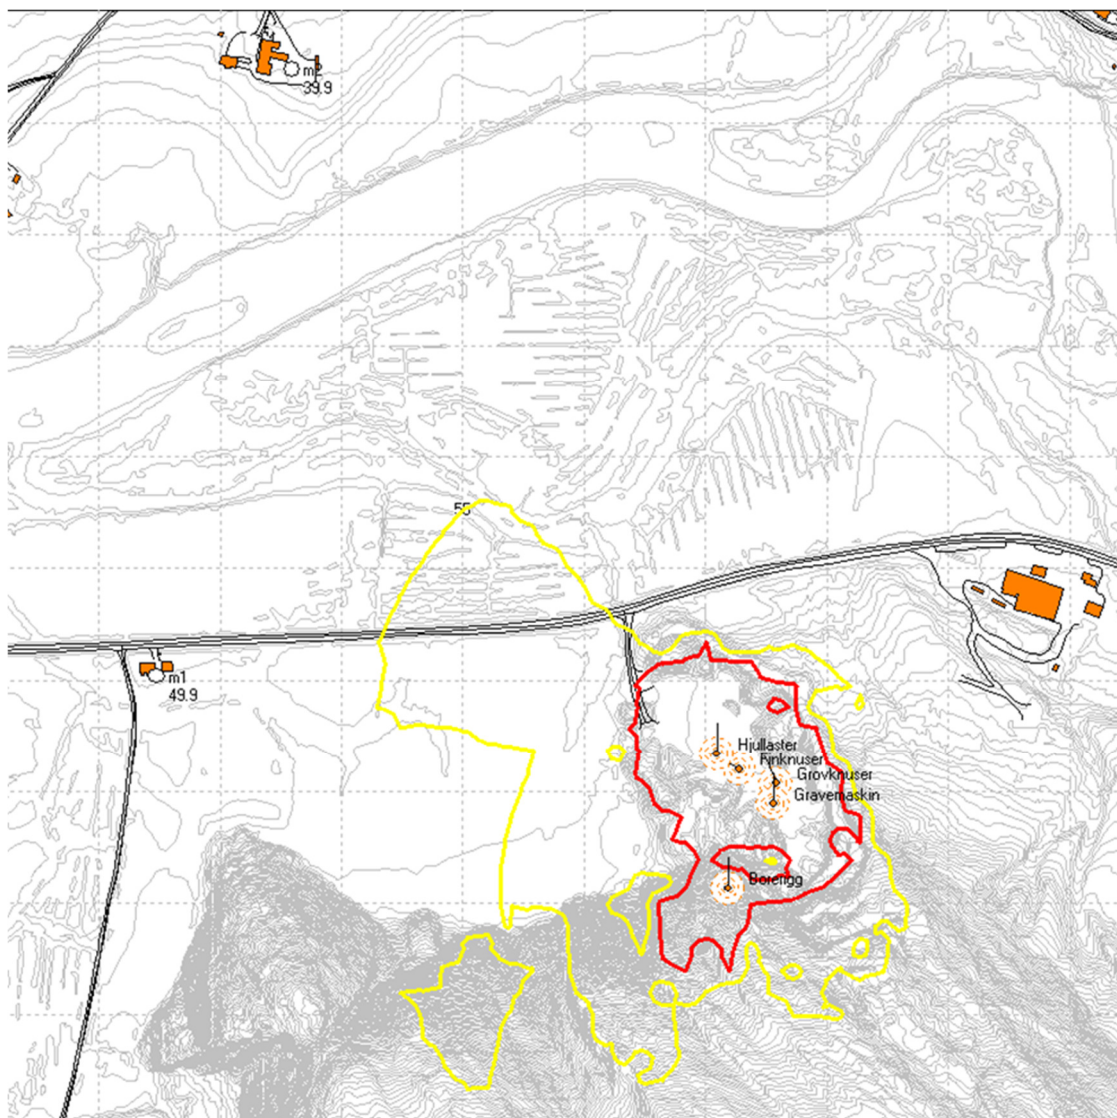 m2
39.9
55
m1
49.9
Hjullaster
Finknuser
Grovknuser
Gravemaskin
Borerigg